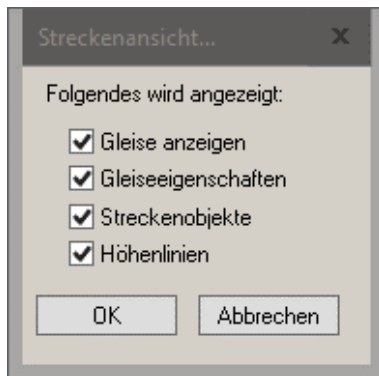 Streckenansicht...
Folgendes wird angezeigt:
Gleise anzeigen
Gleiseeigenschaften
Streckenobjekte
Höhenlinien
OK Abbrechen